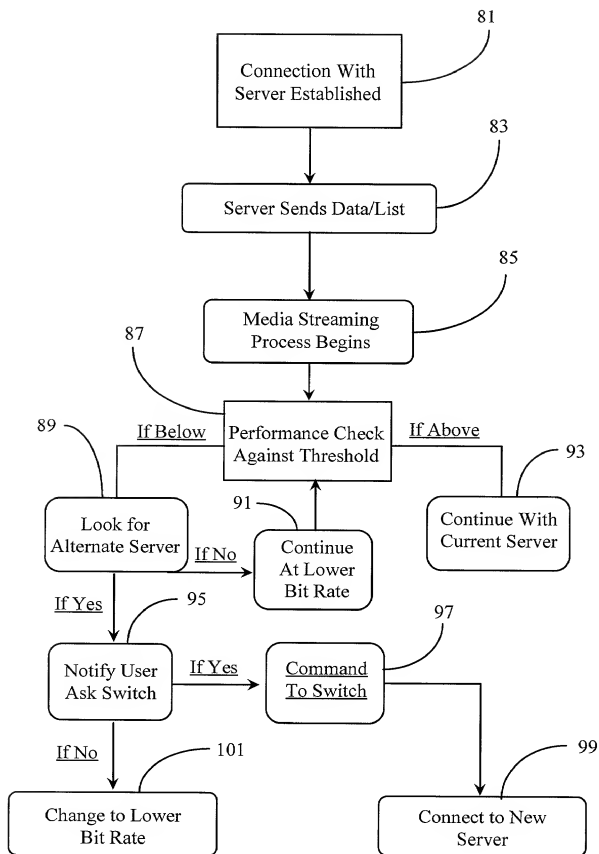 81
Connection With
Server Established
83
Server Sends Data/List
85
Media Streaming
Process Begins
87
If Below
Performance Check
Against Threshold
If Above
89
93
Look for
Alternate Server
91
If No
Continue
At Lower
Bit Rate
Continue With
Current Server
If Yes
95
97
Notify User
Ask Switch
If Yes
Command
To Switch
If No
101
99
Change to Lower
Bit Rate
Connect to New
Server